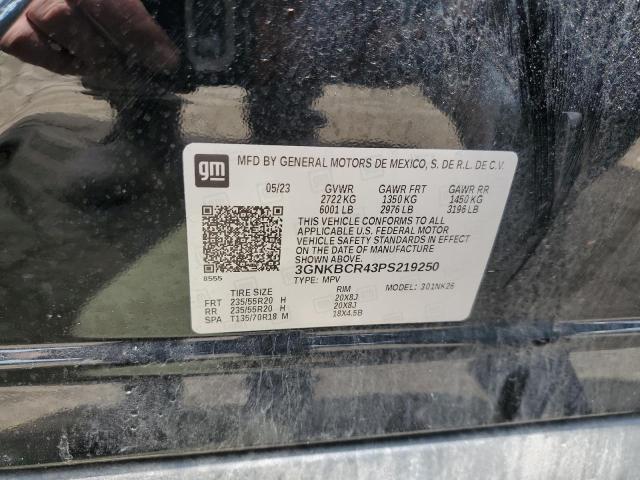 gm MFD BY GENERAL MOTORS DE MEXICO, S. DE R.L. DE C.V.
05/23 GVWR GAWR FRT GAWR RR
2722 KG 1350 KG 1450 KG
6001 LB 2976 LB 3196 LB
THIS VEHICLE CONFORMS TO ALL
APPLICABLE U.S. FEDERAL MOTOR
VEHICLE SAFETY STANDARDS IN EFFECT
ON THE DATE OF MANUFACTURE
SHOWN ABOVE.
3GNKBCR43PS219250
8555
TYPE: MPV
MODEL: 301NK26
TIRE SIZE RIM
FRT 235/55R20 H 20X8J
RR 235/55R20 H 20X8J
SPA T135/70R18 M 18X4.5B